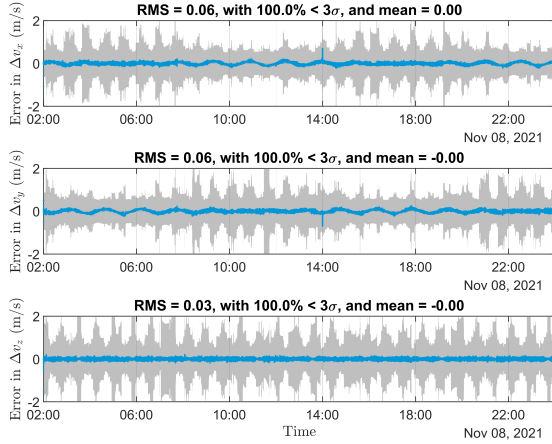 RMS = 0.06, with 100.0% < 3σ, and mean = 0.00
Error in Δvₓ (m/s)
2
0
-2
02:00 06:00 10:00 14:00 18:00 22:00
Nov 08, 2021
RMS = 0.06, with 100.0% < 3σ, and mean = -0.00
Error in Δv_y (m/s)
2
0
-2
02:00 06:00 10:00 14:00 18:00 22:00
Nov 08, 2021
RMS = 0.03, with 100.0% < 3σ, and mean = -0.00
Error in Δv_z (m/s)
2
0
-2
02:00 06:00 10:00 14:00 18:00 22:00
Time
Nov 08, 2021